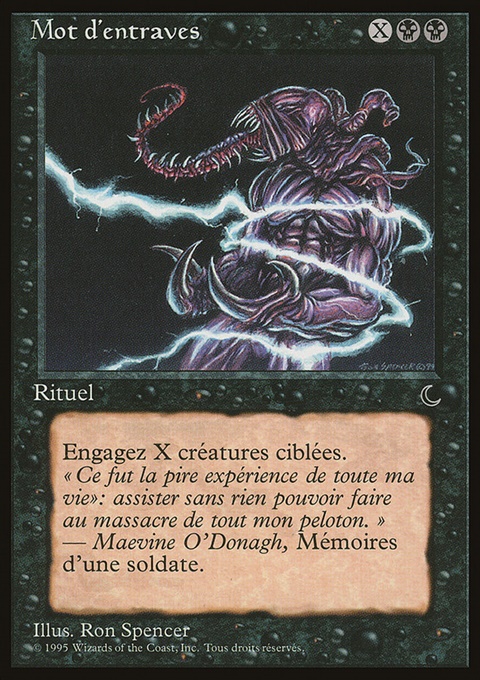 Mot d'entraves X
Rituel
Engagez X créatures ciblées.
« Ce fut la pire expérience de toute ma
vie»: assister sans rien pouvoir faire
au massacre de tout mon peloton. »
— Maevine O'Donagh, Mémoires
d'une soldate.
Illus. Ron Spencer
© 1995 Wizards of the Coast, Inc. Tous droits réservés.